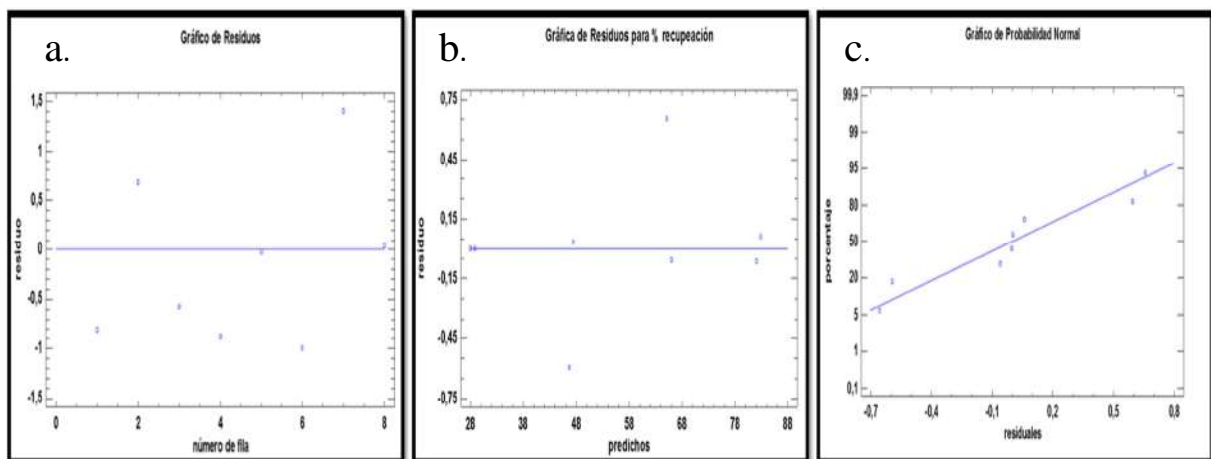 a.
Gráfico de Residuos
1,5
1
0,5
0
-0,5
-1
-1,5
residuo
0 2 4 6 8
número de fila
b.
Gráfica de Residuos para % recupeación
0,75
0,45
0,15
-0,15
-0,45
-0,75
residuo
28 38 48 58 68 78 88
predichos
c.
Gráfico de Probabilidad Normal
99,9
99
95
80
50
20
5
1
0,1
porcentaje
-0,7 -0,4 -0,1 0,2 0,5 0,8
residuales